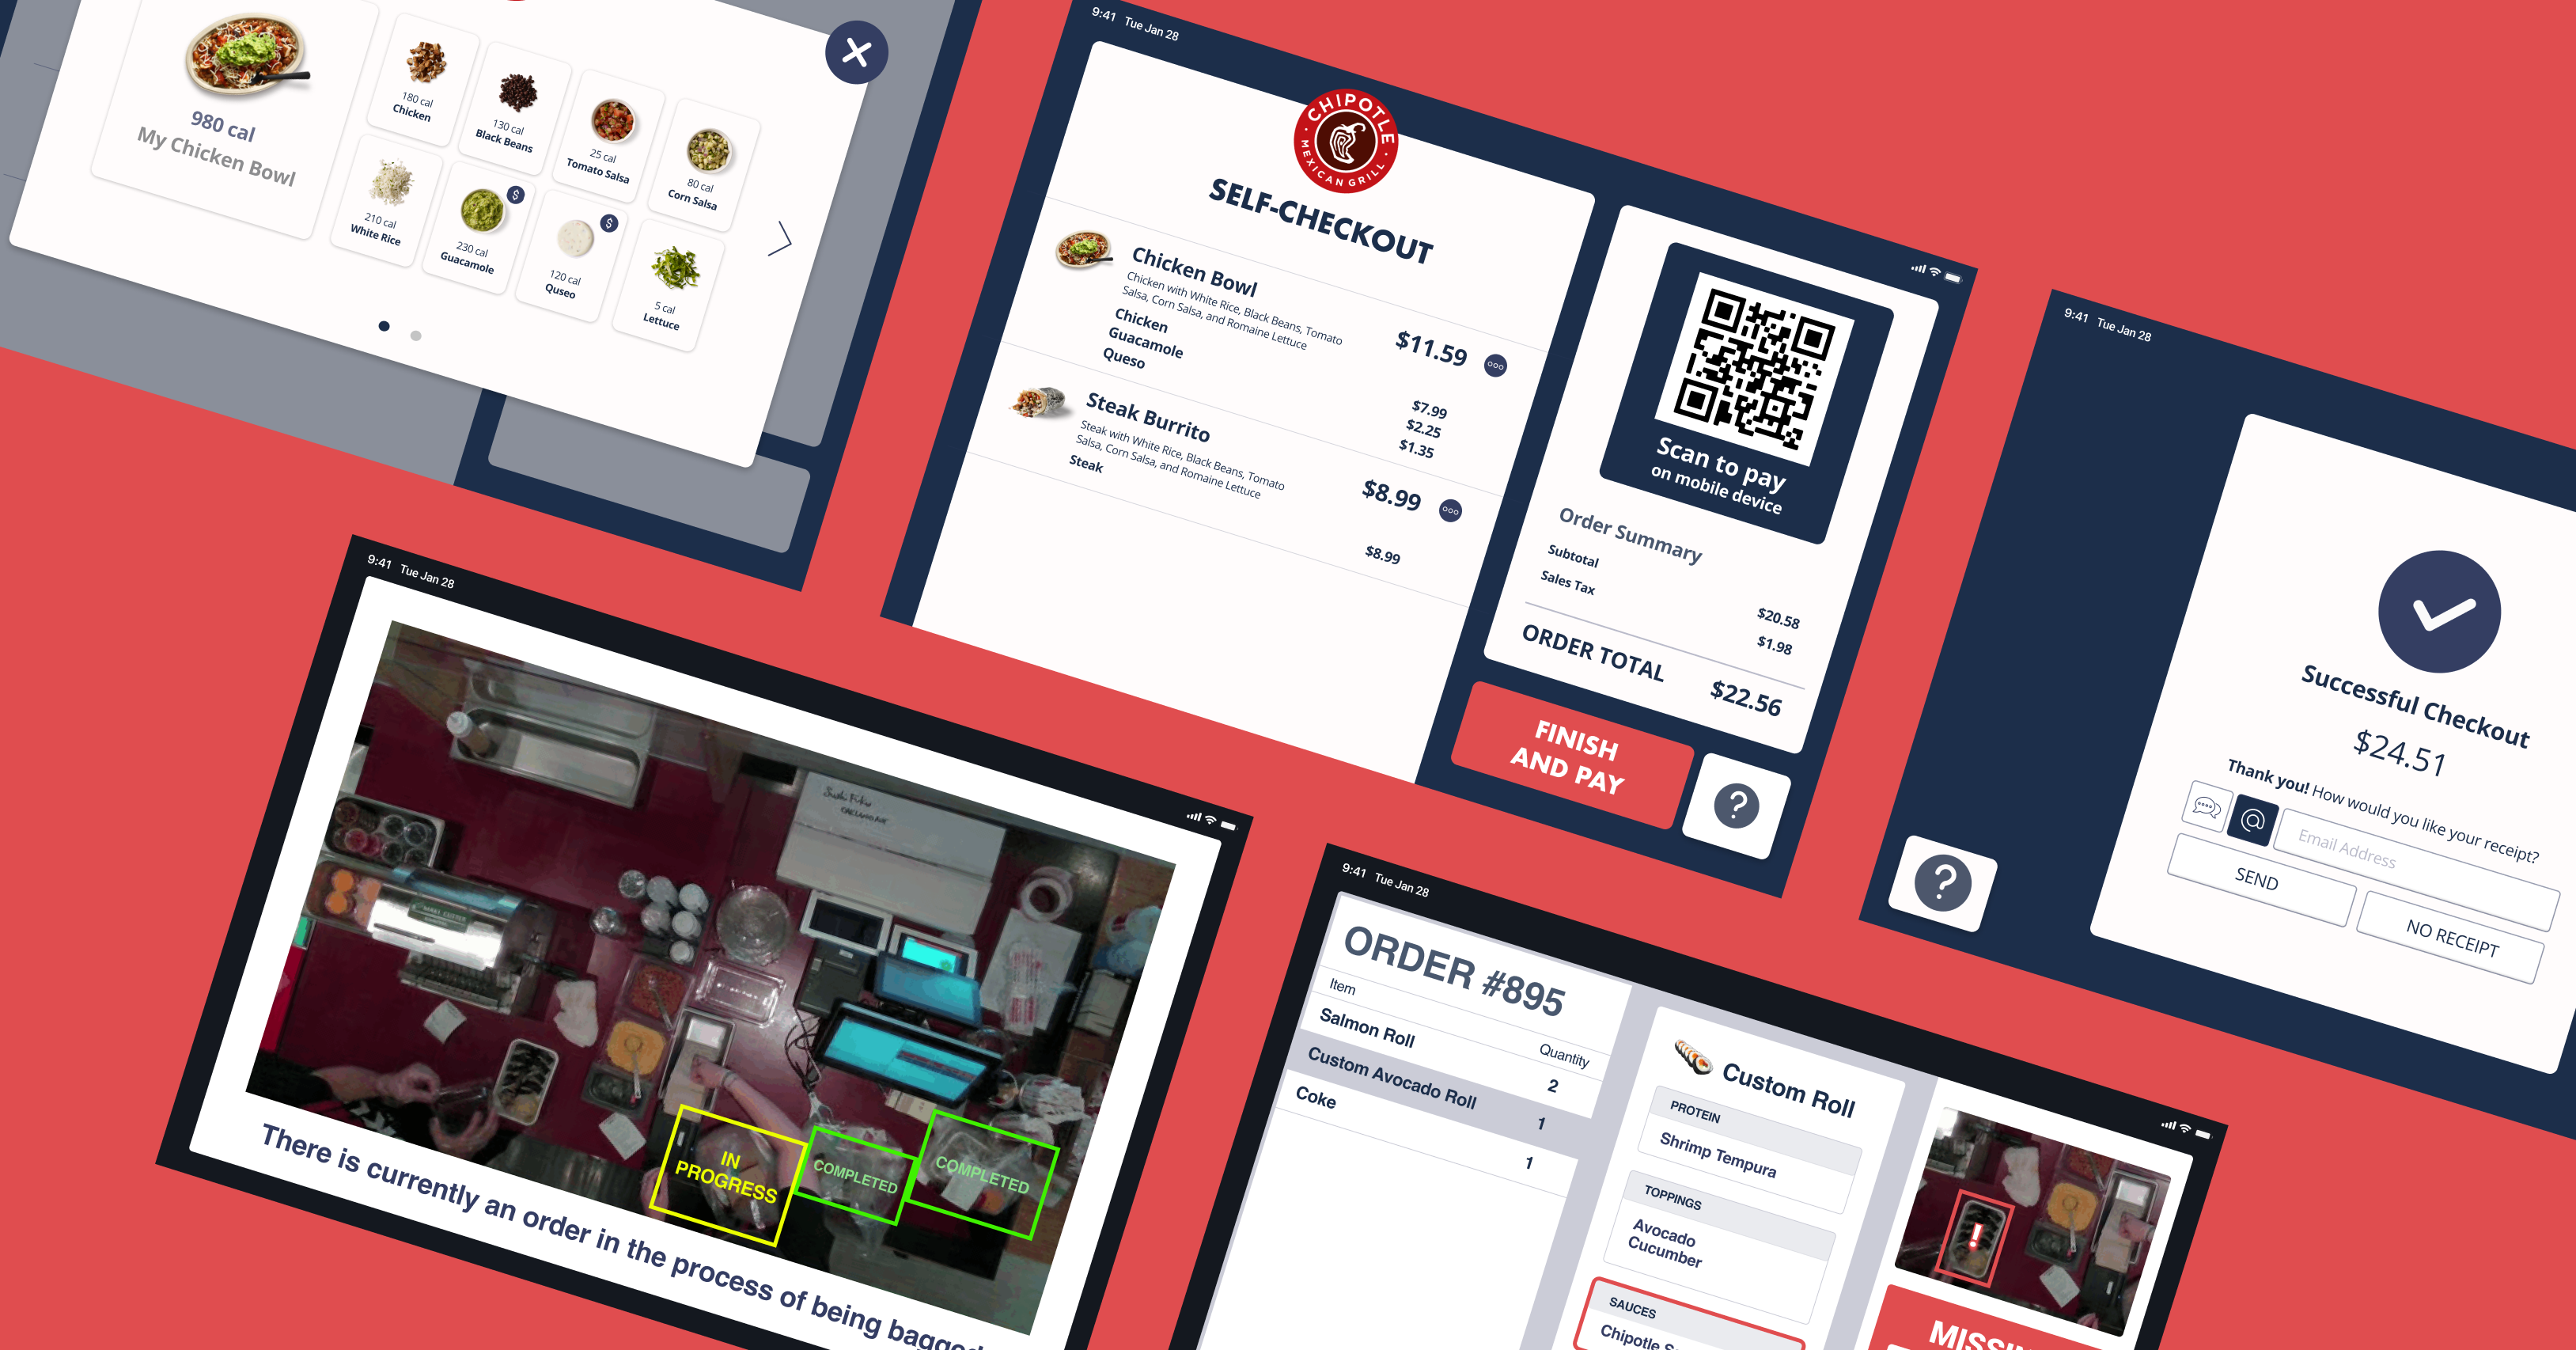 980 cal
My Chicken Bowl
180 cal
Chicken
130 cal
Black Beans
25 cal
Tomato Salsa
80 cal
Corn Salsa
210 cal
White Rice
$
230 cal
Guacamole
$
120 cal
Quseo
5 cal
Lettuce
9:41 Tue Jan 28
CHIPOTLE
MEXICAN GRILL
SELF-CHECKOUT
Chicken Bowl
Chicken with White Rice, Black Beans, Tomato
Salsa, Corn Salsa, and Romaine Lettuce
$11.59
Chicken
$7.99
Guacamole
$2.25
Queso
$1.35
Steak Burrito
Steak with White Rice, Black Beans, Tomato
Salsa, Corn Salsa, and Romaine Lettuce
$8.99
Steak
$8.99
Scan to pay
on mobile device
Order Summary
Subtotal
$20.58
Sales Tax
$1.98
ORDER TOTAL
$22.56
FINISH
AND PAY
?
9:41 Tue Jan 28
Successful Checkout
$24.51
Thank you! How would you like your receipt?
@
Email Address
SEND
NO RECEIPT
?
9:41 Tue Jan 28
IN
PROGRESS
COMPLETED
COMPLETED
There is currently an order in the process of being bagged
9:41 Tue Jan 28
ORDER #895
Item
Quantity
Salmon Roll
2
Custom Avocado Roll
1
Coke
1
Custom Roll
PROTEIN
Shrimp Tempura
TOPPINGS
Avocado
Cucumber
SAUCES
Chipotle
!